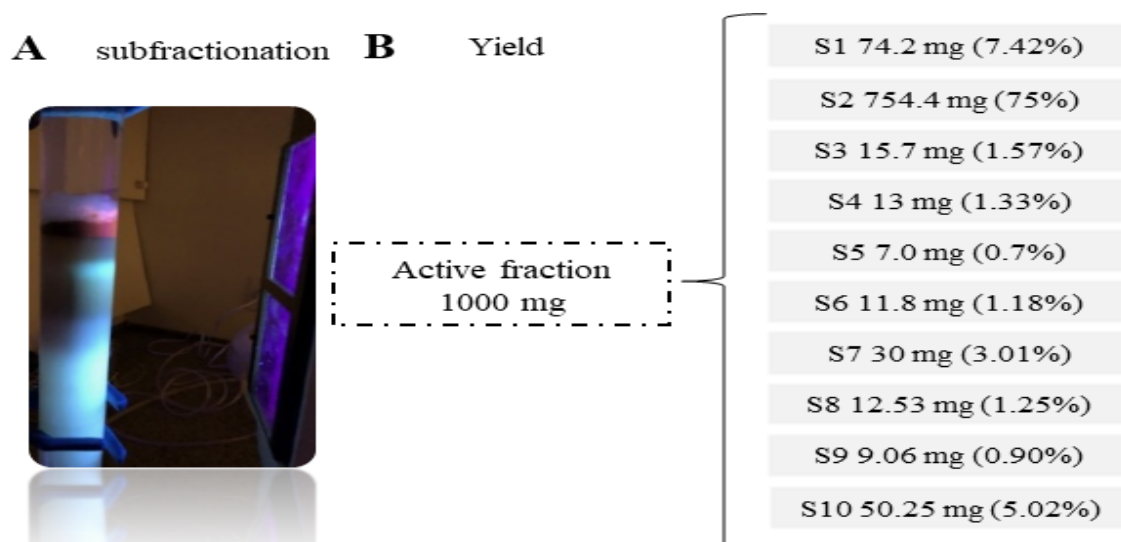 A subfractionation B Yield
Active fraction
1000 mg
S1 74.2 mg (7.42%)
S2 754.4 mg (75%)
S3 15.7 mg (1.57%)
S4 13 mg (1.33%)
S5 7.0 mg (0.7%)
S6 11.8 mg (1.18%)
S7 30 mg (3.01%)
S8 12.53 mg (1.25%)
S9 9.06 mg (0.90%)
S10 50.25 mg (5.02%)